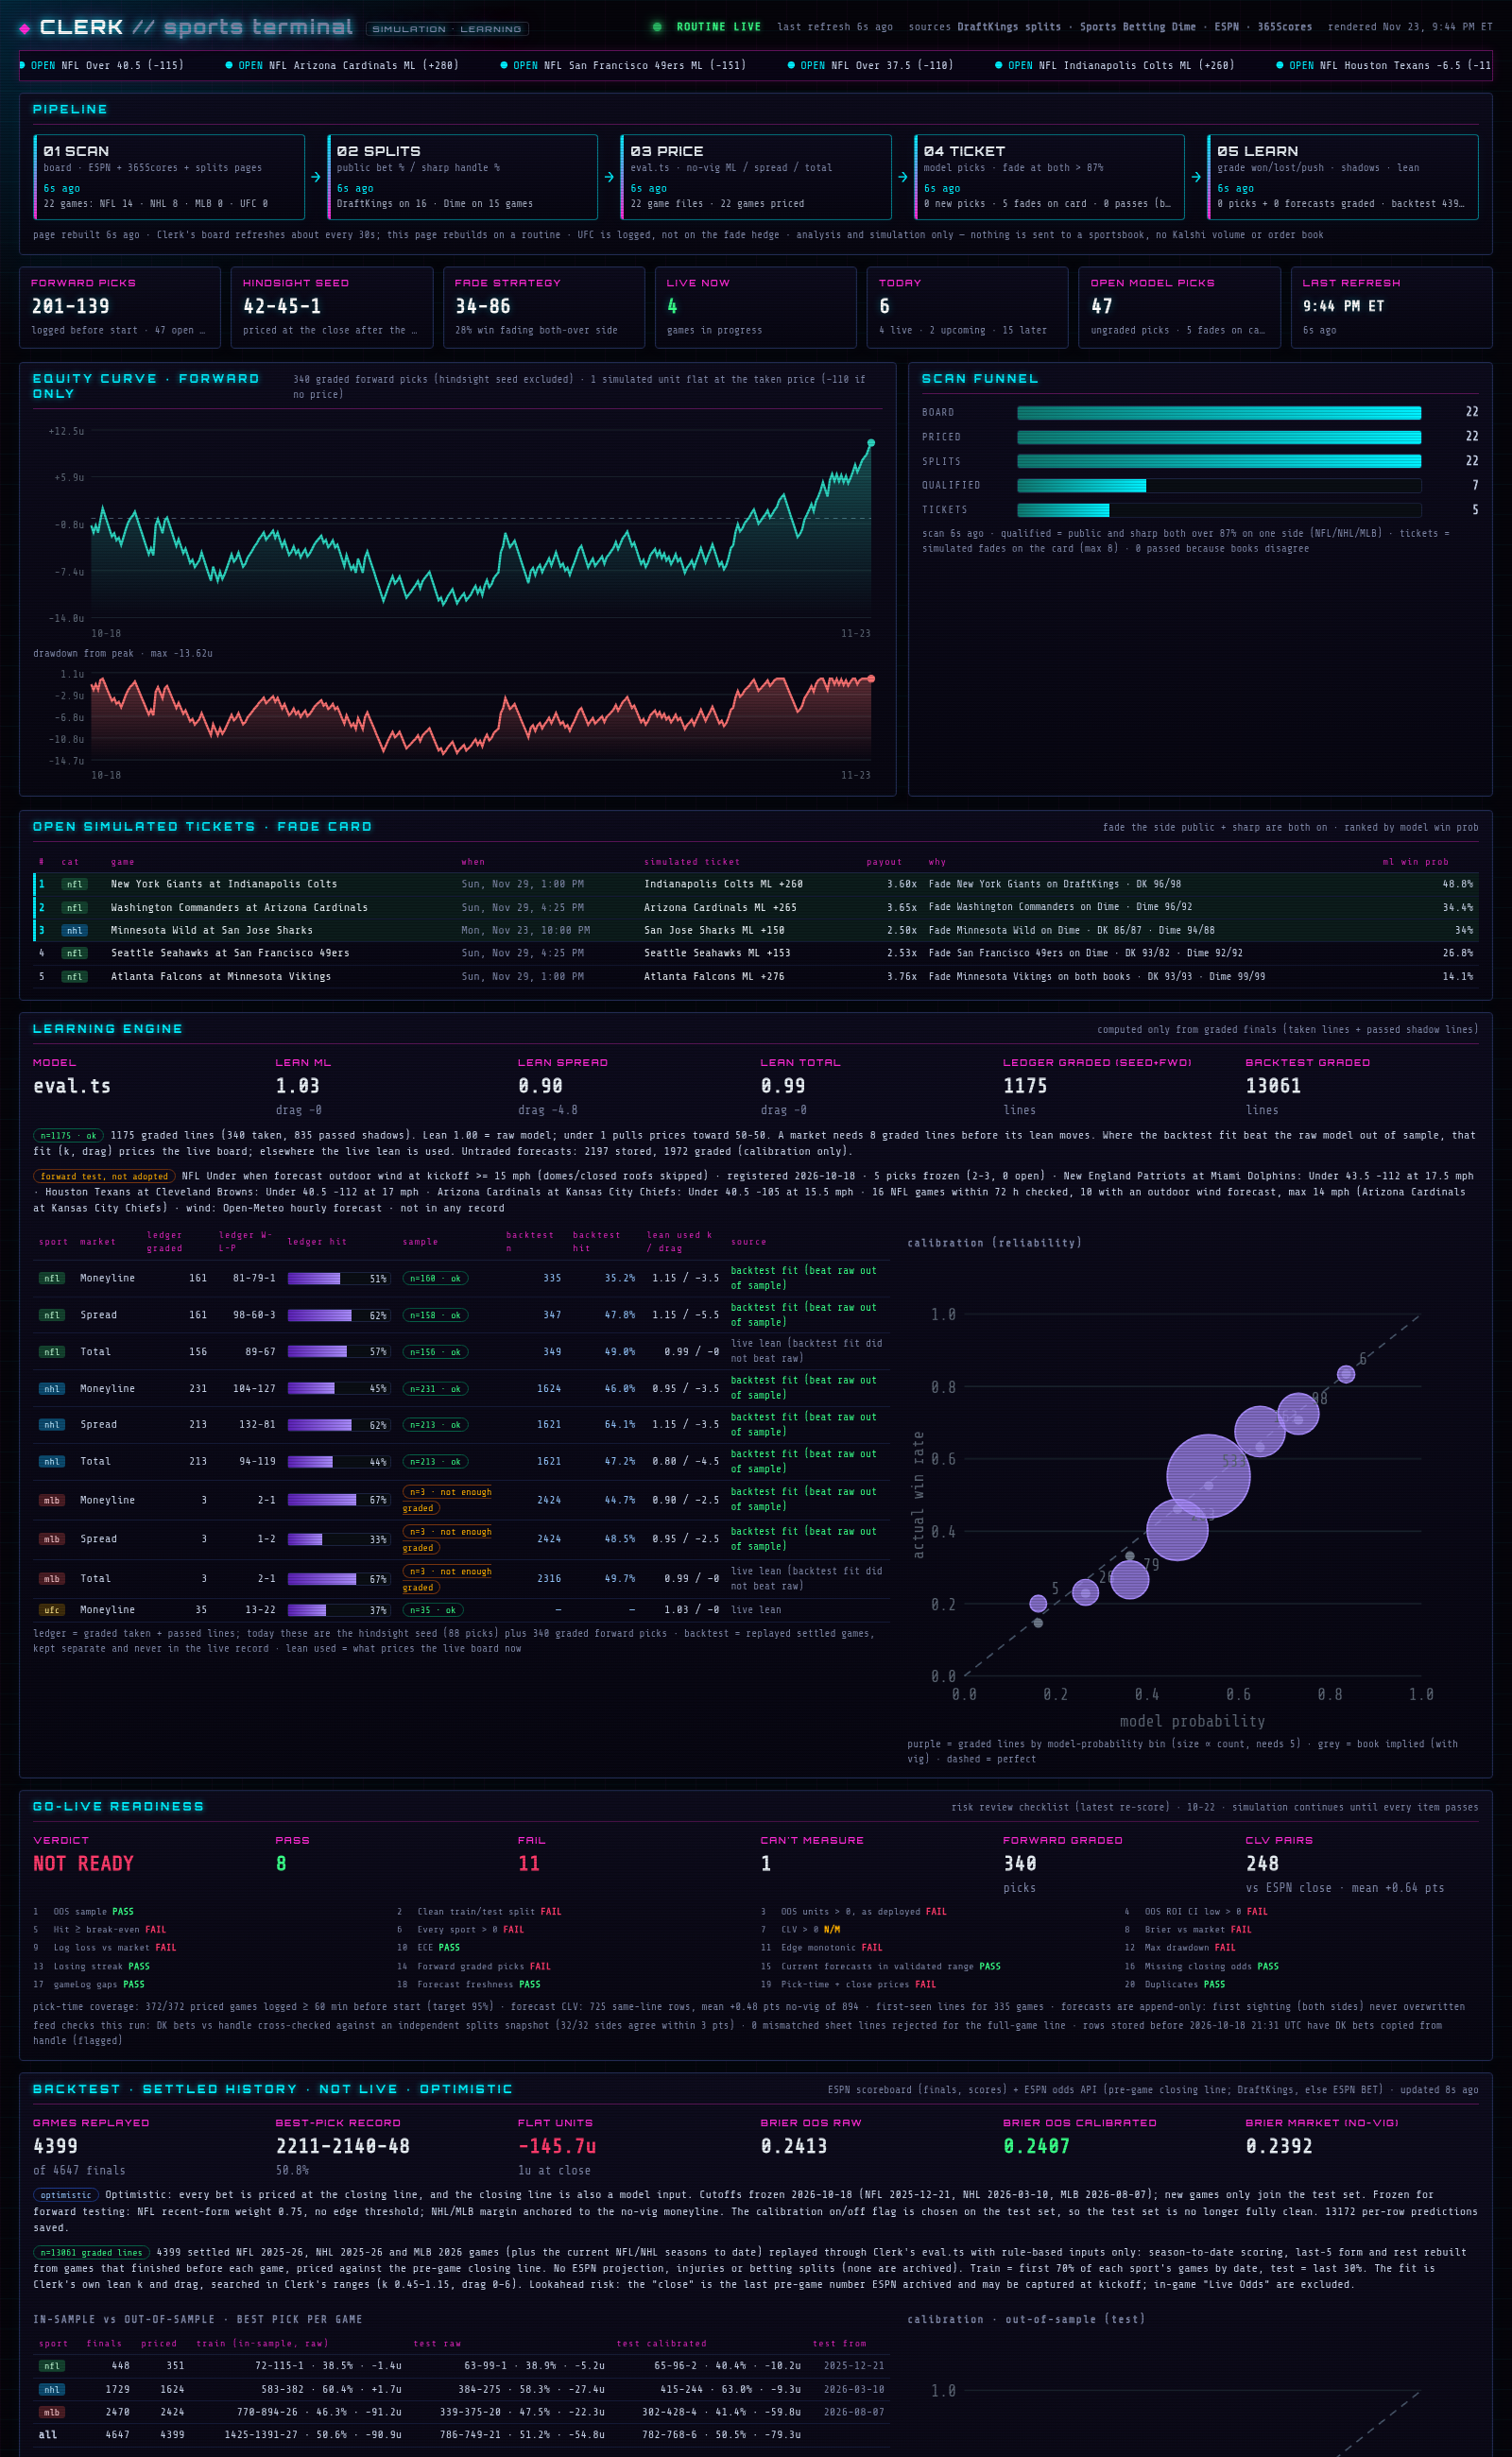 ◆ CLERK // sports terminal SIMULATION · LEARNING
ROUTINE LIVE last refresh 6s ago sources DraftKings splits · Sports Betting Dime · ESPN · 365Scores rendered Nov 23, 9:44 PM ET
OPEN NFL Over 40.5 (-115) OPEN NFL Arizona Cardinals ML (+280) OPEN NFL San Francisco 49ers ML (-151) OPEN NFL Over 37.5 (-110) OPEN NFL Indianapolis Colts ML (+260) OPEN NFL Houston Texans -6.5 (-11
PIPELINE
01 SCAN
board · ESPN + 365Scores + splits pages
6s ago
22 games: NFL 14 · NHL 8 · MLB 0 · UFC 0
→
02 SPLITS
public bet % / sharp handle %
6s ago
DraftKings on 16 · Dime on 15 games
→
03 PRICE
eval.ts · no-vig ML / spread / total
6s ago
22 game files · 22 games priced
→
04 TICKET
model picks · fade at both > 87%
6s ago
0 new picks · 5 fades on card · 0 passes (b…
→
05 LEARN
grade won/lost/push · shadows · lean
6s ago
0 picks + 0 forecasts graded · backtest 439…
page rebuilt 6s ago · Clerk's board refreshes about every 30s; this page rebuilds on a routine · UFC is logged, not on the fade hedge · analysis and simulation only — nothing is sent to a sportsbook, no Kalshi volume or order book
FORWARD PICKS
201-139
logged before start · 47 open …
HINDSIGHT SEED
42-45-1
priced at the close after the …
FADE STRATEGY
34-86
28% win fading both-over side
LIVE NOW
4
games in progress
TODAY
6
4 live · 2 upcoming · 15 later
OPEN MODEL PICKS
47
ungraded picks · 5 fades on ca…
LAST REFRESH
9:44 PM ET
6s ago
EQUITY CURVE · FORWARD ONLY
340 graded forward picks (hindsight seed excluded) · 1 simulated unit flat at the taken price (-110 if no price)
+12.5u
+5.9u
-0.8u
-7.4u
-14.0u
10-18 11-23
drawdown from peak · max -13.62u
1.1u
-2.9u
-6.8u
-10.8u
-14.7u
10-18 11-23
SCAN FUNNEL
BOARD 22
PRICED 22
SPLITS 22
QUALIFIED 7
TICKETS 5
scan 6s ago · qualified = public and sharp both over 87% on one side (NFL/NHL/MLB) · tickets =
simulated fades on the card (max 8) · 0 passed because books disagree
OPEN SIMULATED TICKETS · FADE CARD fade the side public + sharp are both on · ranked by model win prob
# cat game when simulated ticket payout why ml win prob
1 nfl New York Giants at Indianapolis Colts Sun, Nov 29, 1:00 PM Indianapolis Colts ML +260 3.60x Fade New York Giants on DraftKings · DK 96/98 48.8%
2 nfl Washington Commanders at Arizona Cardinals Sun, Nov 29, 4:25 PM Arizona Cardinals ML +265 3.65x Fade Washington Commanders on Dime · Dime 96/92 34.4%
3 nhl Minnesota Wild at San Jose Sharks Mon, Nov 23, 10:00 PM San Jose Sharks ML +150 2.50x Fade Minnesota Wild on Dime · DK 86/87 · Dime 94/88 34%
4 nfl Seattle Seahawks at San Francisco 49ers Sun, Nov 29, 4:25 PM Seattle Seahawks ML +153 2.53x Fade San Francisco 49ers on Dime · DK 93/82 · Dime 92/92 26.8%
5 nfl Atlanta Falcons at Minnesota Vikings Sun, Nov 29, 1:00 PM Atlanta Falcons ML +276 3.76x Fade Minnesota Vikings on both books · DK 93/93 · Dime 99/99 14.1%
LEARNING ENGINE computed only from graded finals (taken lines + passed shadow lines)
MODEL
eval.ts
LEAN ML
1.03
drag -0
LEAN SPREAD
0.90
drag -4.8
LEAN TOTAL
0.99
drag -0
LEDGER GRADED (SEED+FWD)
1175
lines
BACKTEST GRADED
13061
lines
n=1175 · ok 1175 graded lines (340 taken, 835 passed shadows). Lean 1.00 = raw model; under 1 pulls prices toward 50-50. A market needs 8 graded lines before its lean moves. Where the backtest fit beat the raw model out of sample, that
fit (k, drag) prices the live board; elsewhere the live lean is used. Untraded forecasts: 2197 stored, 1972 graded (calibration only).
forward test, not adopted NFL Under when forecast outdoor wind at kickoff >= 15 mph (domes/closed roofs skipped) · registered 2026-10-18 · 5 picks frozen (2-3, 0 open) · New England Patriots at Miami Dolphins: Under 43.5 -112 at 17.5 mph
· Houston Texans at Cleveland Browns: Under 40.5 -112 at 17 mph · Arizona Cardinals at Kansas City Chiefs: Under 40.5 -105 at 15.5 mph · 16 NFL games within 72 h checked, 10 with an outdoor wind forecast, max 14 mph (Arizona Cardinals
at Kansas City Chiefs) · wind: Open-Meteo hourly forecast · not in any record
sport market ledger graded ledger W-L-P ledger hit sample backtest n backtest hit lean used k / drag source
nfl Moneyline 161 81-79-1 51% n=160 · ok 335 35.2% 1.15 / -3.5 backtest fit (beat raw out of sample)
nfl Spread 161 98-60-3 62% n=158 · ok 347 47.8% 1.15 / -5.5 backtest fit (beat raw out of sample)
nfl Total 156 89-67 57% n=156 · ok 349 49.0% 0.99 / -0 live lean (backtest fit did not beat raw)
nhl Moneyline 231 104-127 45% n=231 · ok 1624 46.0% 0.95 / -3.5 backtest fit (beat raw out of sample)
nhl Spread 213 132-81 62% n=213 · ok 1621 64.1% 1.15 / -3.5 backtest fit (beat raw out of sample)
nhl Total 213 94-119 44% n=213 · ok 1621 47.2% 0.80 / -4.5 backtest fit (beat raw out of sample)
mlb Moneyline 3 2-1 67% n=3 · not enough graded 2424 44.7% 0.90 / -2.5 backtest fit (beat raw out of sample)
mlb Spread 3 1-2 33% n=3 · not enough graded 2424 48.5% 0.95 / -2.5 backtest fit (beat raw out of sample)
mlb Total 3 2-1 67% n=3 · not enough graded 2316 49.7% 0.99 / -0 live lean (backtest fit did not beat raw)
ufc Moneyline 35 13-22 37% n=35 · ok — — 1.03 / -0 live lean
ledger = graded taken + passed lines; today these are the hindsight seed (88 picks) plus 340 graded forward picks · backtest = replayed settled games,
kept separate and never in the live record · lean used = what prices the live board now
calibration (reliability)
1.0
0.8
0.6
0.4
0.2
0.0
0.0 0.2 0.4 0.6 0.8 1.0
actual win rate
model probability
5
79
533
6
purple = graded lines by model-probability bin (size ∝ count, needs 5) · grey = book implied (with
vig) · dashed = perfect
GO-LIVE READINESS risk review checklist (latest re-score) · 10-22 · simulation continues until every item passes
VERDICT
NOT READY
PASS
8
FAIL
11
CAN'T MEASURE
1
FORWARD GRADED
340
picks
CLV PAIRS
248
vs ESPN close · mean +0.64 pts
1 OOS sample PASS 2 Clean train/test split FAIL 3 OOS units > 0, as deployed FAIL 4 OOS ROI CI low > 0 FAIL
5 Hit ≥ break-even FAIL 6 Every sport > 0 FAIL 7 CLV > 0 N/M 8 Brier vs market FAIL
9 Log loss vs market FAIL 10 ECE PASS 11 Edge monotonic FAIL 12 Max drawdown FAIL
13 Losing streak PASS 14 Forward graded picks FAIL 15 Current forecasts in validated range PASS 16 Missing closing odds PASS
17 gameLog gaps PASS 18 Forecast freshness PASS 19 Pick-time + close prices FAIL 20 Duplicates PASS
pick-time coverage: 372/372 priced games logged ≥ 60 min before start (target 95%) · forecast CLV: 725 same-line rows, mean +0.48 pts no-vig of 894 · first-seen lines for 335 games · forecasts are append-only: first sighting (both sides) never overwritten
feed checks this run: DK bets vs handle cross-checked against an independent splits snapshot (32/32 sides agree within 3 pts) · 0 mismatched sheet lines rejected for the full-game line · rows stored before 2026-10-18 21:31 UTC have DK bets copied from
handle (flagged)
BACKTEST · SETTLED HISTORY · NOT LIVE · OPTIMISTIC ESPN scoreboard (finals, scores) + ESPN odds API (pre-game closing line; DraftKings, else ESPN BET) · updated 8s ago
GAMES REPLAYED
4399
of 4647 finals
BEST-PICK RECORD
2211-2140-48
50.8%
FLAT UNITS
-145.7u
1u at close
BRIER OOS RAW
0.2413
BRIER OOS CALIBRATED
0.2407
BRIER MARKET (NO-VIG)
0.2392
optimistic Optimistic: every bet is priced at the closing line, and the closing line is also a model input. Cutoffs frozen 2026-10-18 (NFL 2025-12-21, NHL 2026-03-10, MLB 2026-08-07); new games only join the test set. Frozen for
forward testing: NFL recent-form weight 0.75, no edge threshold; NHL/MLB margin anchored to the no-vig moneyline. The calibration on/off flag is chosen on the test set, so the test set is no longer fully clean. 13172 per-row predictions
saved.
n=13061 graded lines 4399 settled NFL 2025-26, NHL 2025-26 and MLB 2026 games (plus the current NFL/NHL seasons to date) replayed through Clerk's eval.ts with rule-based inputs only: season-to-date scoring, last-5 form and rest rebuilt
from games that finished before each game, priced against the pre-game closing line. No ESPN projection, injuries or betting splits (none are archived). Train = first 70% of each sport's games by date, test = last 30%. The fit is
Clerk's own lean k and drag, searched in Clerk's ranges (k 0.45-1.15, drag 0-6). Lookahead risk: the "close" is the last pre-game number ESPN archived and may be captured at kickoff; in-game "Live Odds" are excluded.
IN-SAMPLE vs OUT-OF-SAMPLE · BEST PICK PER GAME
sport finals priced train (in-sample, raw) test raw test calibrated test from
nfl 448 351 72-115-1 · 38.5% · -1.4u 63-99-1 · 38.9% · -5.2u 65-96-2 · 40.4% · -10.2u 2025-12-21
nhl 1729 1624 583-382 · 60.4% · +1.7u 384-275 · 58.3% · -27.4u 415-244 · 63.0% · -9.3u 2026-03-10
mlb 2470 2424 770-894-26 · 46.3% · -91.2u 339-375-20 · 47.5% · -22.3u 302-428-4 · 41.4% · -59.8u 2026-08-07
all 4647 4399 1425-1391-27 · 50.6% · -90.9u 786-749-21 · 51.2% · -54.8u 782-768-6 · 50.5% · -79.3u
calibration · out-of-sample (test)
1.0